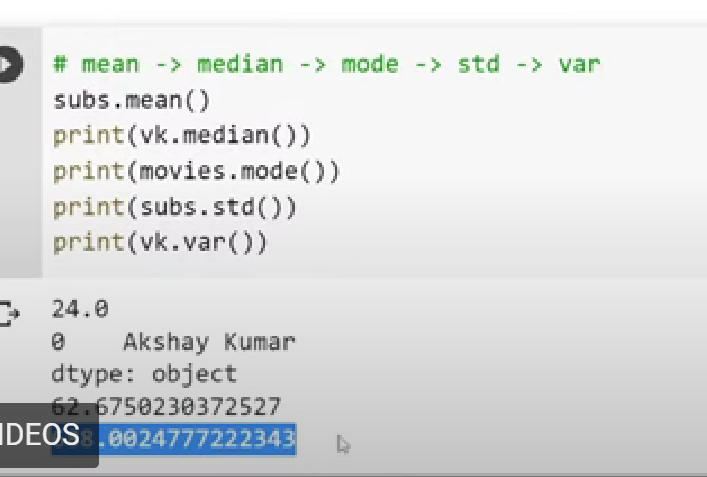 # mean -> median -> mode -> std -> var
subs.mean()
print(vk.median())
print(movies.mode())
print(subs.std())
print(vk.var())
24.0
0    Akshay Kumar
dtype: object
62.6750230372527
8.0024777222343
IDEOS